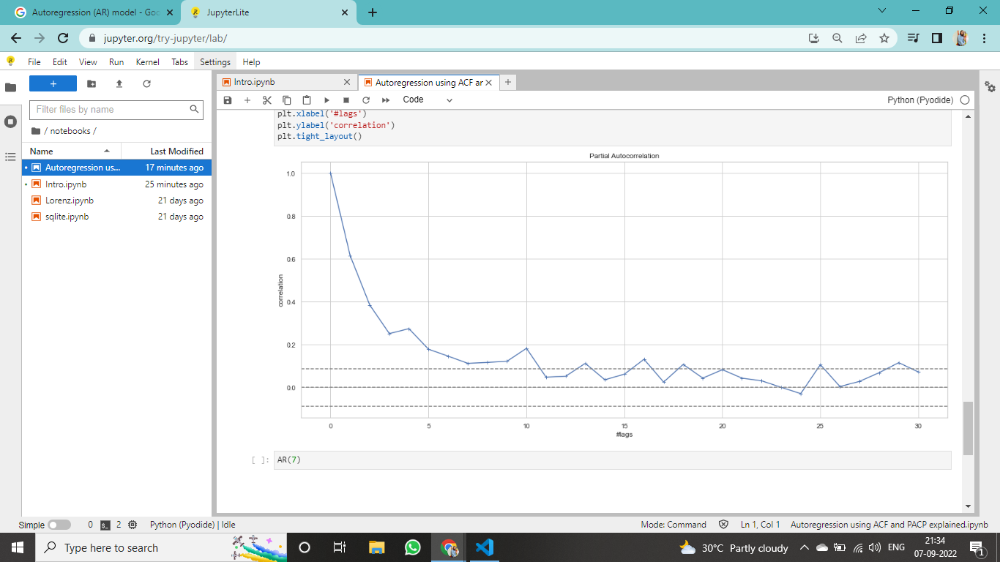 Autoregression (AR) model - Goo
JupyterLite
jupyter.org/try-jupyter/lab/
File Edit View Run Kernel Tabs Settings Help
Filter files by name
/ notebooks /
Name Last Modified
Autoregression us... 17 minutes ago
Intro.ipynb 25 minutes ago
Lorenz.ipynb 21 days ago
sqlite.ipynb 21 days ago
Intro.ipynb
Autoregression using ACF ar
Code
Python (Pyodide)
plt.xlabel('#lags')
plt.ylabel('correlation')
plt.tight_layout()
Partial Autocorrelation
1.0
0.8
0.6
0.4
0.2
0.0
correlation
0 5 10 15 20 25 30
#lags
[ ]: AR(7)
Simple 0 2 Python (Pyodide) | Idle
Mode: Command Ln 1, Col 1 Autoregression using ACF and PACP explained.ipynb
Type here to search
30°C Partly cloudy
ENG
21:34
07-09-2022
1